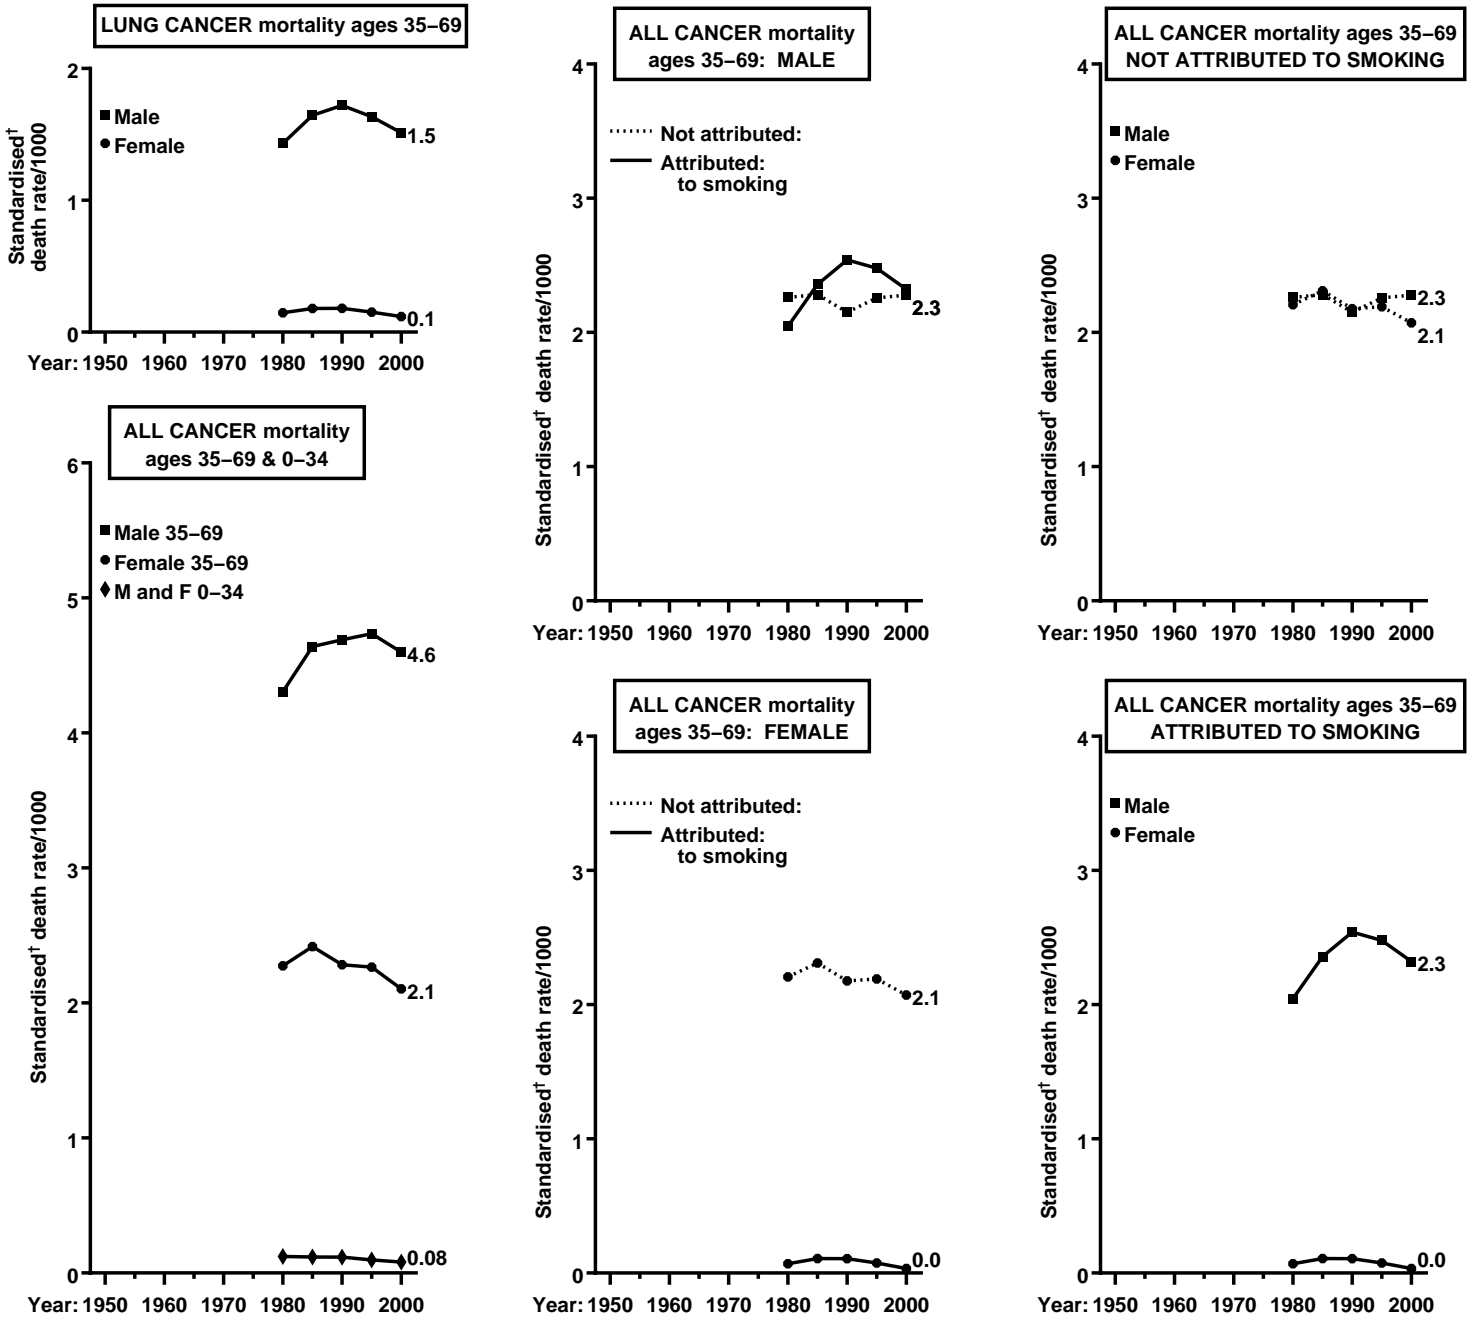 LUNG CANCER mortality ages 35–69
2
1
0
Standardised†
death rate/1000
Male
Female
1.5
0.1
Year: 1950 1960 1970 1980 1990 2000
ALL CANCER mortality
ages 35–69 & 0–34
6
5
4
3
2
1
0
Standardised† death rate/1000
Male 35–69
Female 35–69
M and F 0–34
4.6
2.1
0.08
Year: 1950 1960 1970 1980 1990 2000
ALL CANCER mortality
ages 35–69: MALE
4
3
2
1
0
Standardised† death rate/1000
Not attributed:
Attributed:
to smoking
2.3
Year: 1950 1960 1970 1980 1990 2000
ALL CANCER mortality
ages 35–69: FEMALE
4
3
2
1
0
Standardised† death rate/1000
Not attributed:
Attributed:
to smoking
2.1
0.0
Year: 1950 1960 1970 1980 1990 2000
ALL CANCER mortality ages 35–69
NOT ATTRIBUTED TO SMOKING
4
3
2
1
0
Standardised† death rate/1000
Male
Female
2.3
2.1
Year: 1950 1960 1970 1980 1990 2000
ALL CANCER mortality ages 35–69
ATTRIBUTED TO SMOKING
4
3
2
1
0
Standardised† death rate/1000
Male
Female
2.3
0.0
Year: 1950 1960 1970 1980 1990 2000